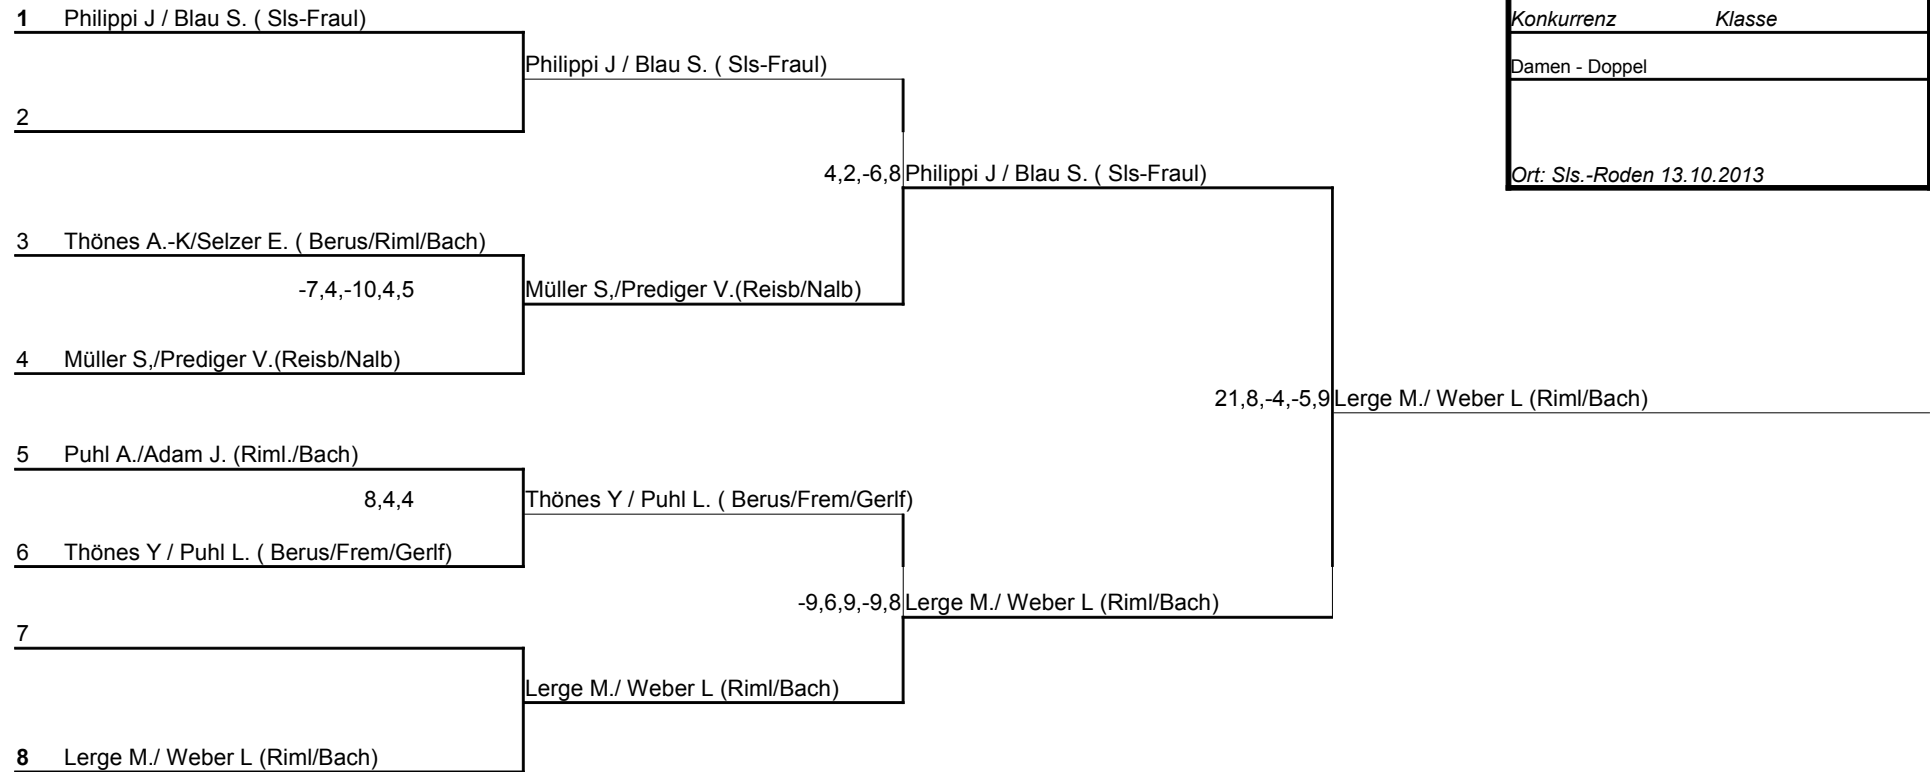 1 Philippi J / Blau S. ( Sls-Fraul)
Konkurrenz Klasse
Philippi J / Blau S. ( Sls-Fraul)
Damen - Doppel
2
4,2,-6,8 Philippi J / Blau S. ( Sls-Fraul)
Ort: Sls.-Roden 13.10.2013
3 Thönes A.-K/Selzer E. ( Berus/Riml/Bach)
-7,4,-10,4,5 Müller S,/Prediger V.(Reisb/Nalb)
4 Müller S,/Prediger V.(Reisb/Nalb)
21,8,-4,-5,9 Lerge M./ Weber L (Riml/Bach)
5 Puhl A./Adam J. (Riml./Bach)
8,4,4 Thönes Y / Puhl L. ( Berus/Frem/Gerlf)
6 Thönes Y / Puhl L. ( Berus/Frem/Gerlf)
-9,6,9,-9,8 Lerge M./ Weber L (Riml/Bach)
7
Lerge M./ Weber L (Riml/Bach)
8 Lerge M./ Weber L (Riml/Bach)